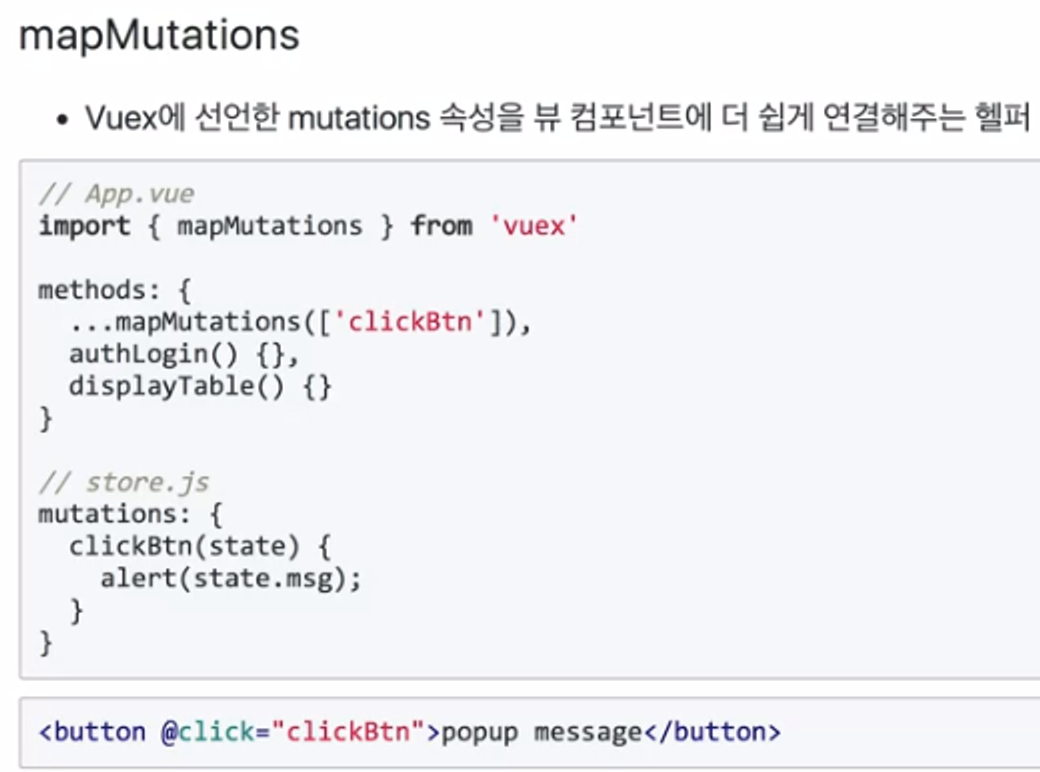 mapMutations
• Vuex에 선언한 mutations 속성을 뷰 컴포넌트에 더 쉽게 연결해주는 헬퍼
// App.vue
import { mapMutations } from 'vuex'

methods: {
  ...mapMutations(['clickBtn']),
  authLogin() {},
  displayTable() {}
}

// store.js
mutations: {
  clickBtn(state) {
    alert(state.msg);
  }
}
<button @click="clickBtn">popup message</button>